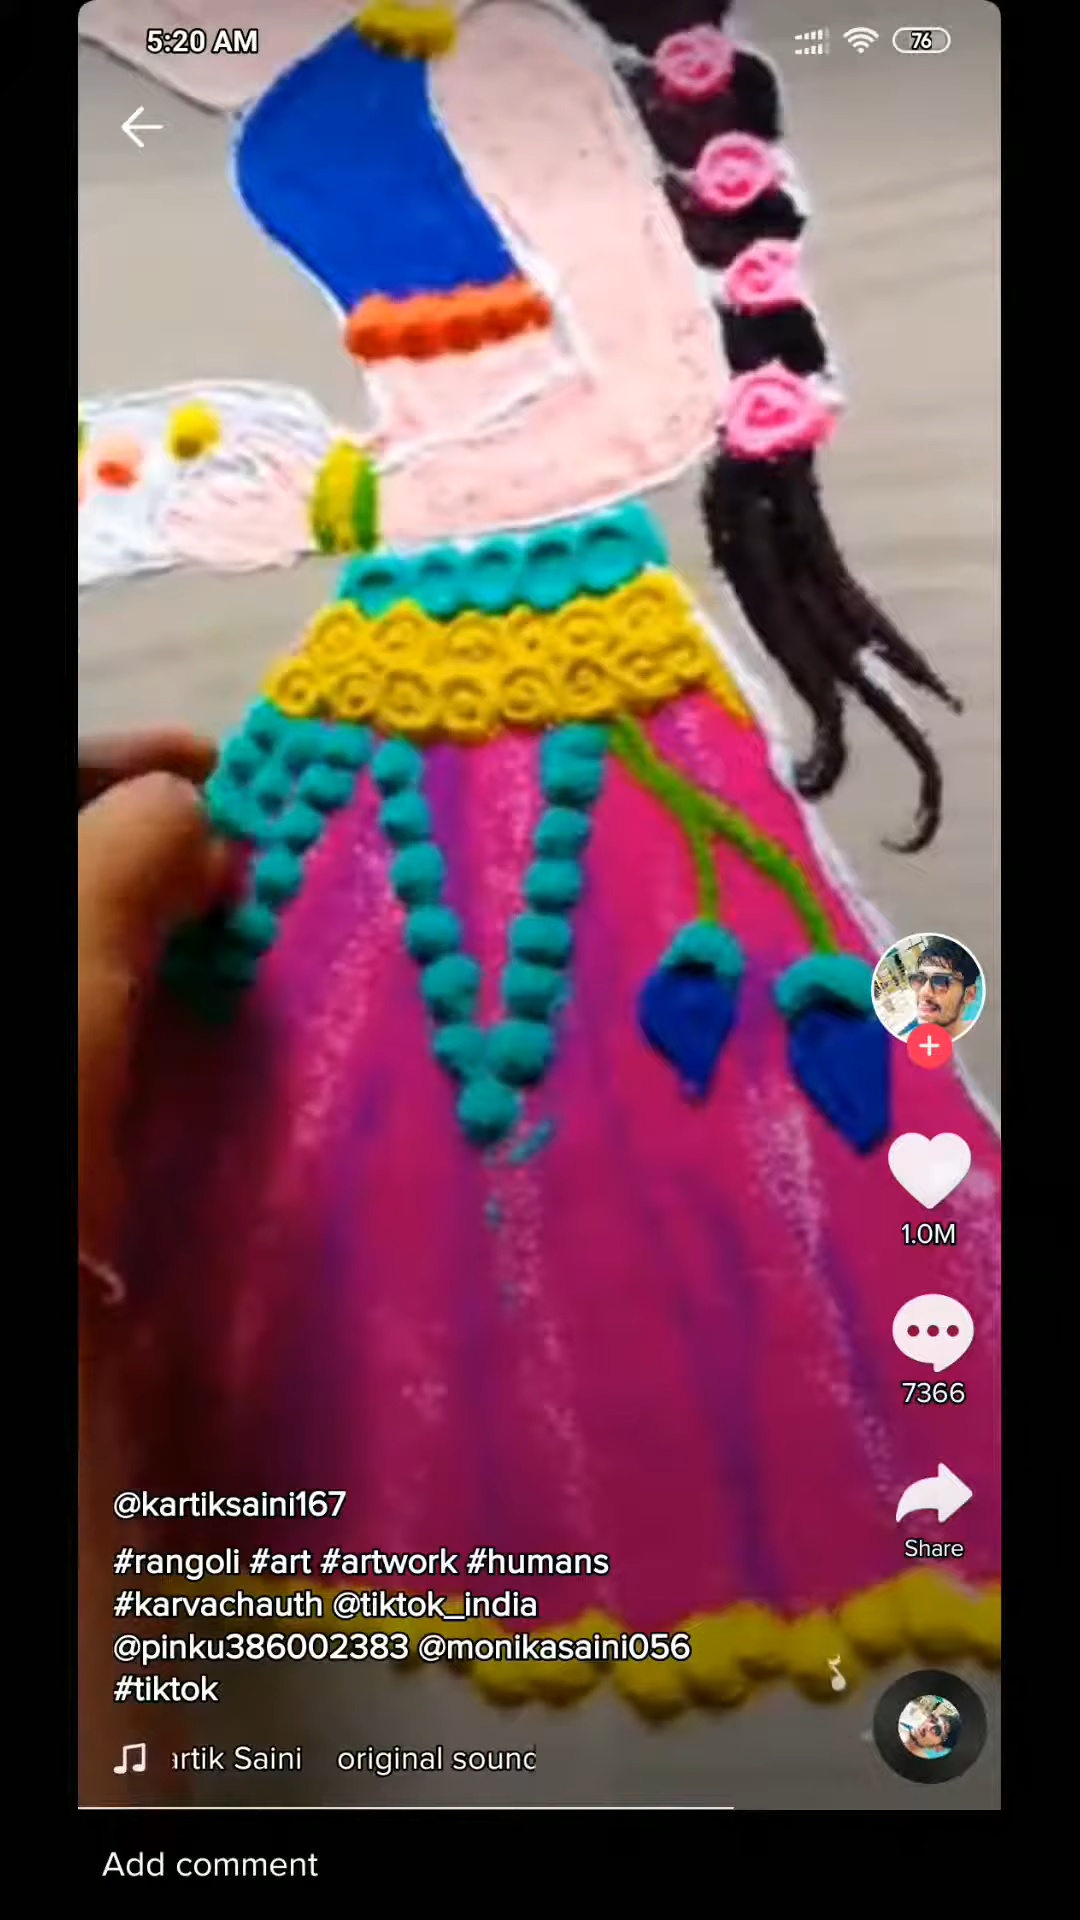 5:20 AM
76
1.0M
7366
Share
@kartiksaini167
#rangoli #art #artwork #humans
#karvachauth @tiktok_india
@pinku386002383 @monikasaini056
#tiktok
artik Saini original sound
Add comment